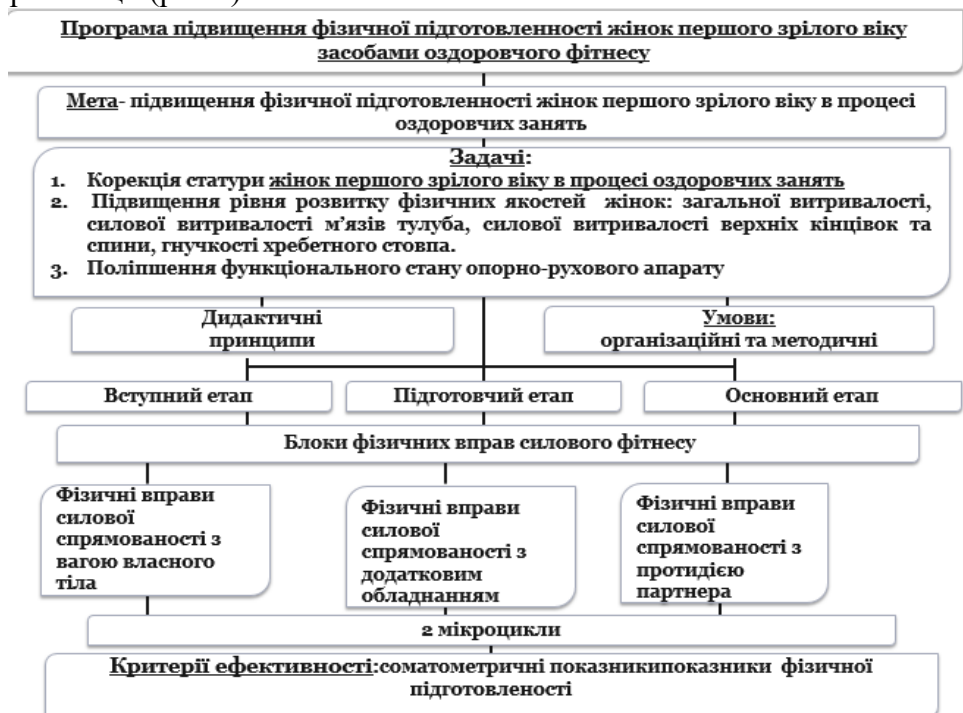 Програма підвищення фізичної підготовленності жінок першого зрілого віку
засобами оздоровчого фітнесу
Мета- підвищення фізичної підготовленності жінок першого зрілого віку в процесі
оздоровчих занять
Задачі:
1. Корекція статури жінок першого зрілого віку в процесі оздоровчих занять
2. Підвищення рівня розвитку фізичних якостей жінок: загальної витривалості,
силової витривалості м’язів тулуба, силової витривалості верхніх кінцівок та
спини, гнучкості хребетного стовпа.
3. Поліпшення функціонального стану опорно-рухового апарату
Дидактичні
принципи
Умови:
організаційні та методичні
Вступний етап
Підготовчий етап
Основний етап
Блоки фізичних вправ силового фітнесу
Фізичні вправи
силової
спрямованості з
вагою власного
тіла
Фізичні вправи
силової
спрямованості з
додатковим
обладнанням
Фізичні вправи
силової
спрямованості з
протидією
партнера
2 мікроцикли
Критерії ефективності:соматометричні показникипоказники фізичної
підготовленості